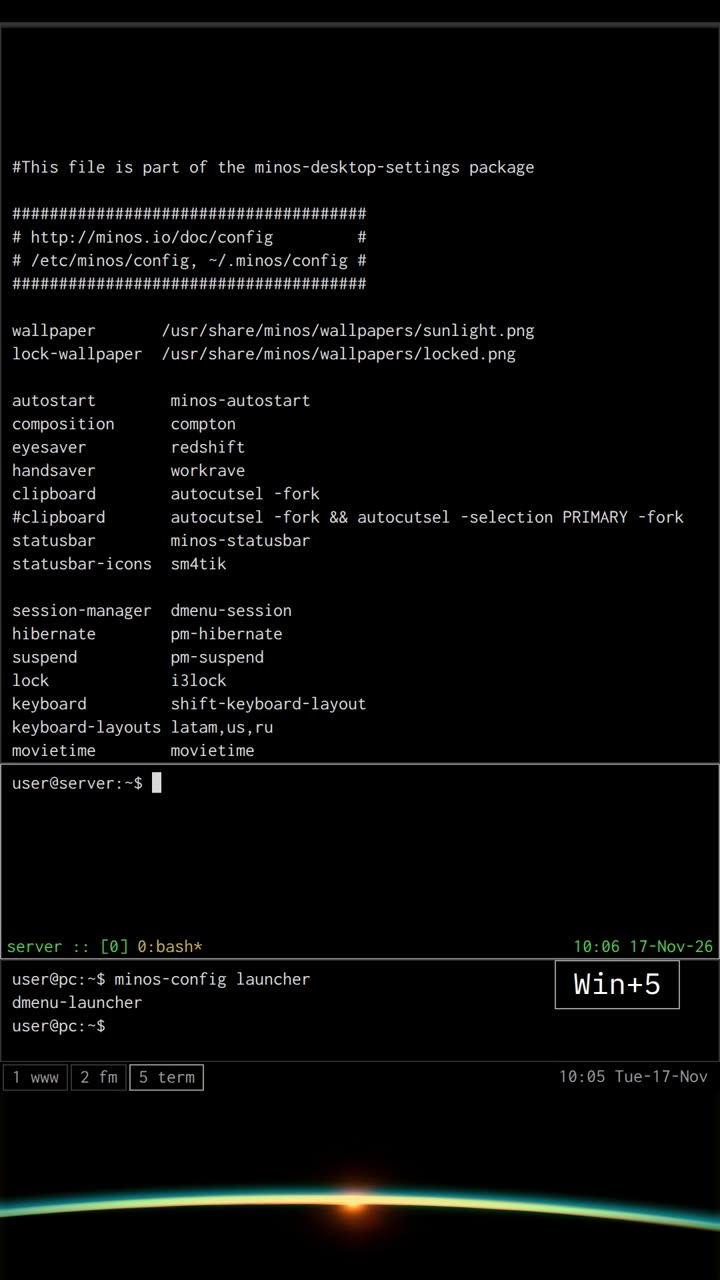 #This file is part of the minos-desktop-settings package
######################################
# http://minos.io/doc/config         #
# /etc/minos/config, ~/.minos/config #
######################################
wallpaper       /usr/share/minos/wallpapers/sunlight.png
lock-wallpaper  /usr/share/minos/wallpapers/locked.png
autostart        minos-autostart
composition      compton
eyesaver         redshift
handsaver        workrave
clipboard        autocutsel -fork
#clipboard       autocutsel -fork && autocutsel -selection PRIMARY -fork
statusbar        minos-statusbar
statusbar-icons  sm4tik
session-manager  dmenu-session
hibernate        pm-hibernate
suspend          pm-suspend
lock             i3lock
keyboard         shift-keyboard-layout
keyboard-layouts latam,us,ru
movietime        movietime
user@server:~$
server :: [0] 0:bash* 10:06 17-Nov-26
user@pc:~$ minos-config launcher
Win+5
dmenu-launcher
user@pc:~$
1 www 2 fm 5 term 10:05 Tue-17-Nov